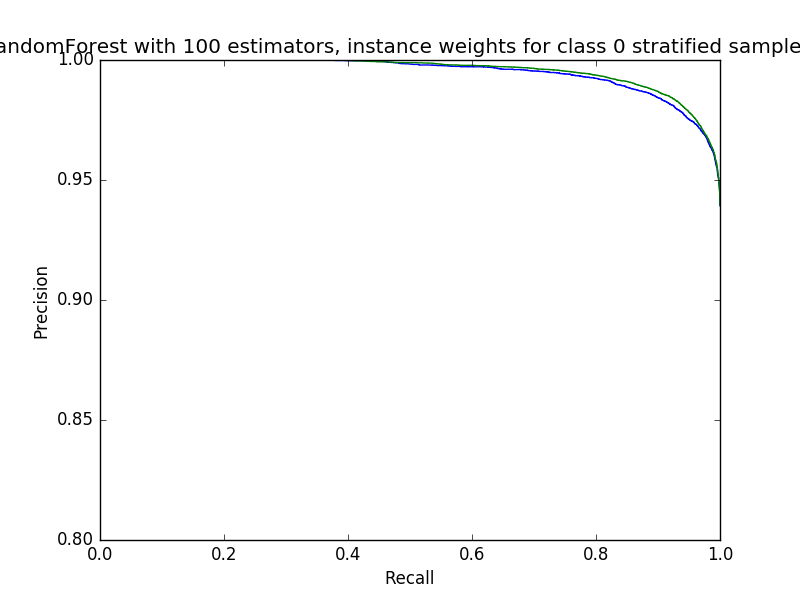 andomForest with 100 estimators, instance weights for class 0 stratified sample
1.00
0.95
0.90
0.85
0.80
Precision
0.0 0.2 0.4 0.6 0.8 1.0
Recall